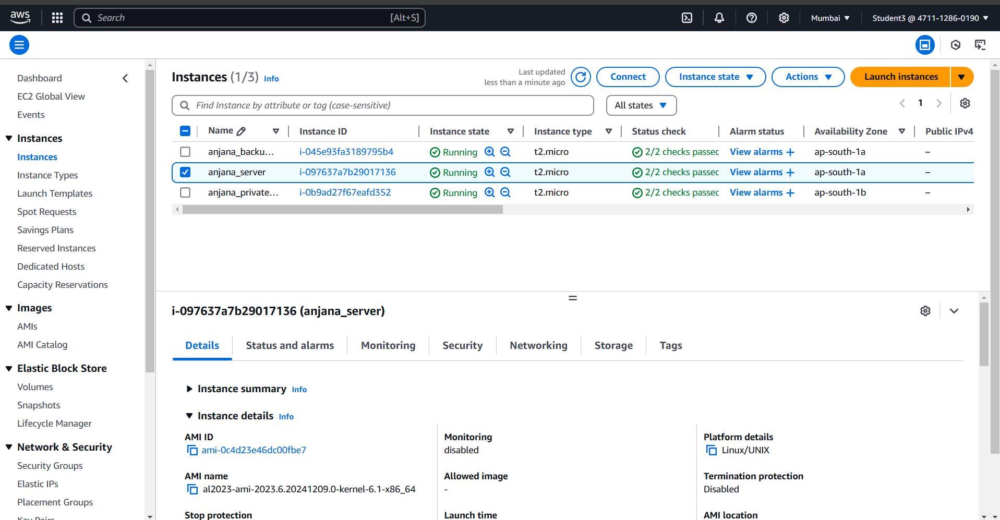 aws
Search [Alt+S]
Mumbai
Student3 @ 4711-1286-0190
Dashboard
EC2 Global View
Events
Instances
Instances
Instance Types
Launch Templates
Spot Requests
Savings Plans
Reserved Instances
Dedicated Hosts
Capacity Reservations
Images
AMIs
AMI Catalog
Elastic Block Store
Volumes
Snapshots
Lifecycle Manager
Network & Security
Security Groups
Elastic IPs
Placement Groups
Key Pairs
Instances (1/3) Info
Last updated
less than a minute ago
Connect
Instance state
Actions
Launch instances
Find Instance by attribute or tag (case-sensitive)
All states
1
Name Instance ID Instance state Instance type Status check Alarm status Availability Zone Public IPv4
anjana_backu... i-045e93fa3189795b4 Running t2.micro 2/2 checks passec View alarms + ap-south-1a –
anjana_server i-097637a7b29017136 Running t2.micro 2/2 checks passec View alarms + ap-south-1a –
anjana_private... i-0b9ad27f67eafd352 Running t2.micro 2/2 checks passec View alarms + ap-south-1b –
i-097637a7b29017136 (anjana_server)
Details Status and alarms Monitoring Security Networking Storage Tags
Instance summary Info
Instance details Info
AMI ID
ami-0c4d23e46dc00fbe7
Monitoring
disabled
Platform details
Linux/UNIX
AMI name
al2023-ami-2023.6.20241209.0-kernel-6.1-x86_64
Allowed image
-
Termination protection
Disabled
Stop protection
Launch time
AMI location